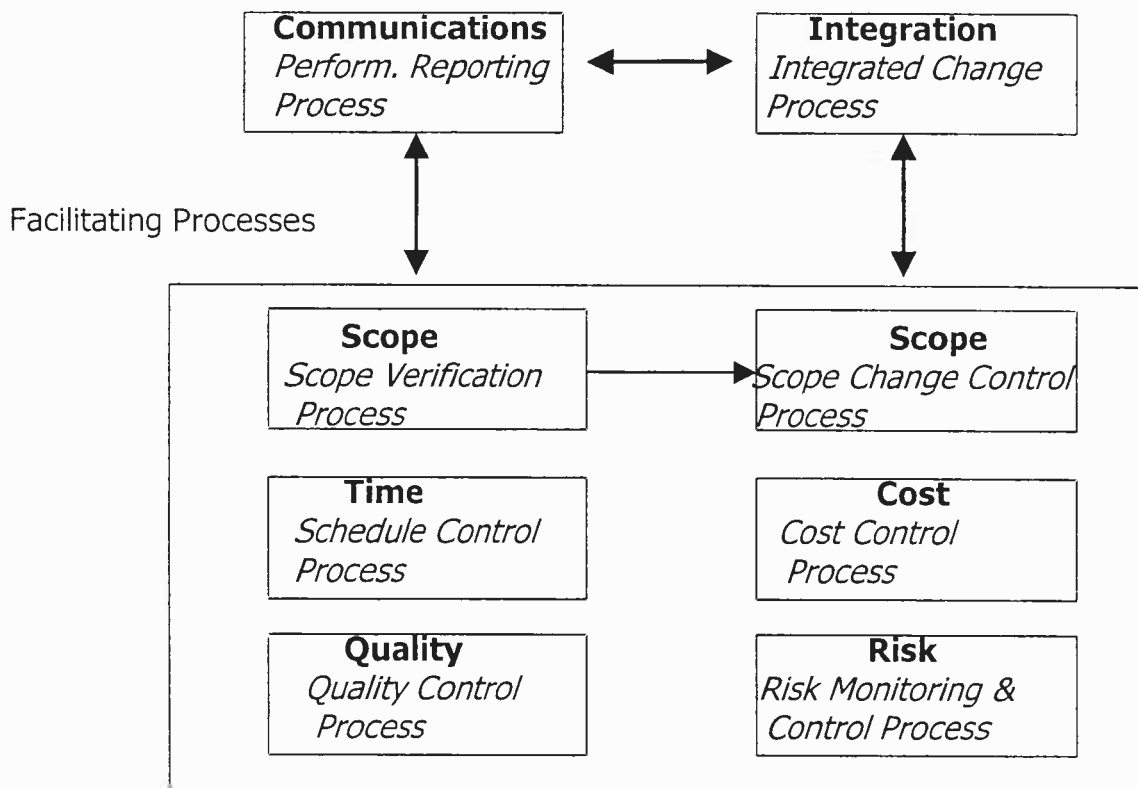 Communications
Perform. Reporting
Process
Integration
Integrated Change
Process
Facilitating Processes
Scope
Scope Verification
Process
Scope
Scope Change Control
Process
Time
Schedule Control
Process
Cost
Cost Control
Process
Quality
Quality Control
Process
Risk
Risk Monitoring &
Control Process